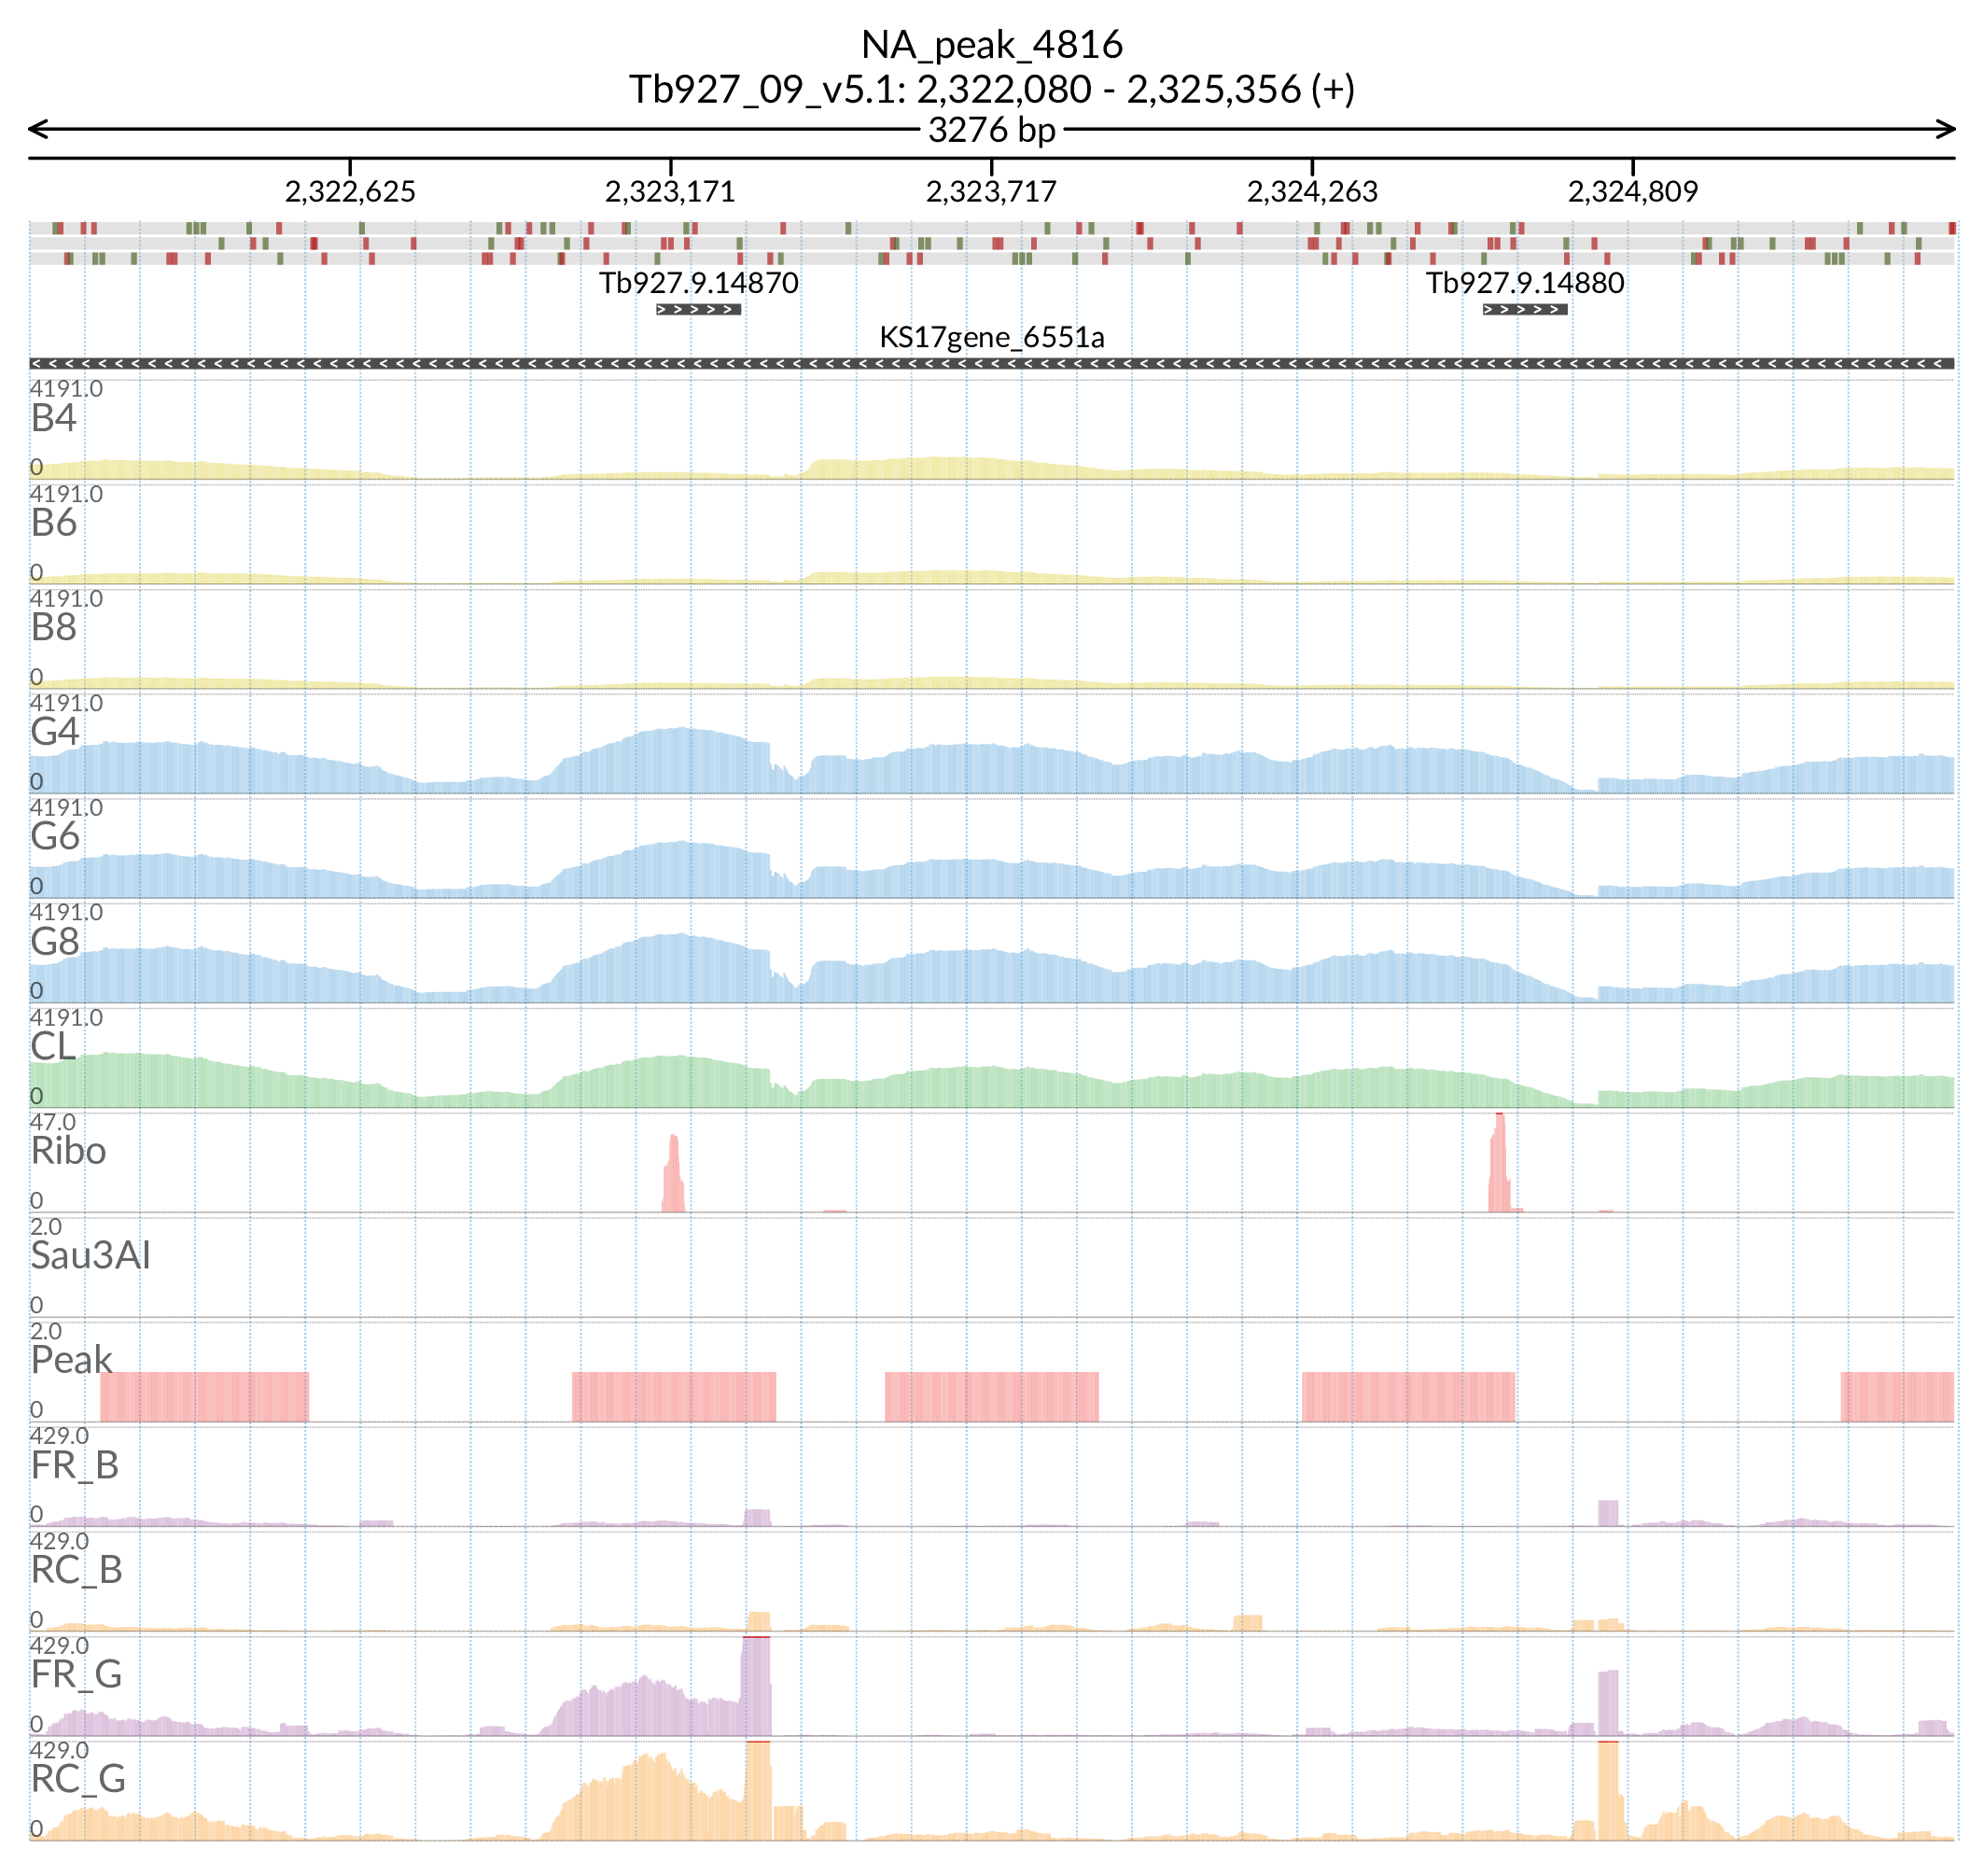 NA_peak_4816
Tb927_09_v5.1: 2,322,080 - 2,325,356 (+)
3276 bp
2,322,625 2,323,171 2,323,717 2,324,263 2,324,809
Tb927.9.14870 Tb927.9.14880
KS17gene_6551a
4191.0
B4
0
4191.0
B6
0
4191.0
B8
0
4191.0
G4
0
4191.0
G6
0
4191.0
G8
0
4191.0
CL
0
47.0
Ribo
0
2.0
Sau3AI
0
2.0
Peak
0
429.0
FR_B
0
429.0
RC_B
0
429.0
FR_G
0
429.0
RC_G
0